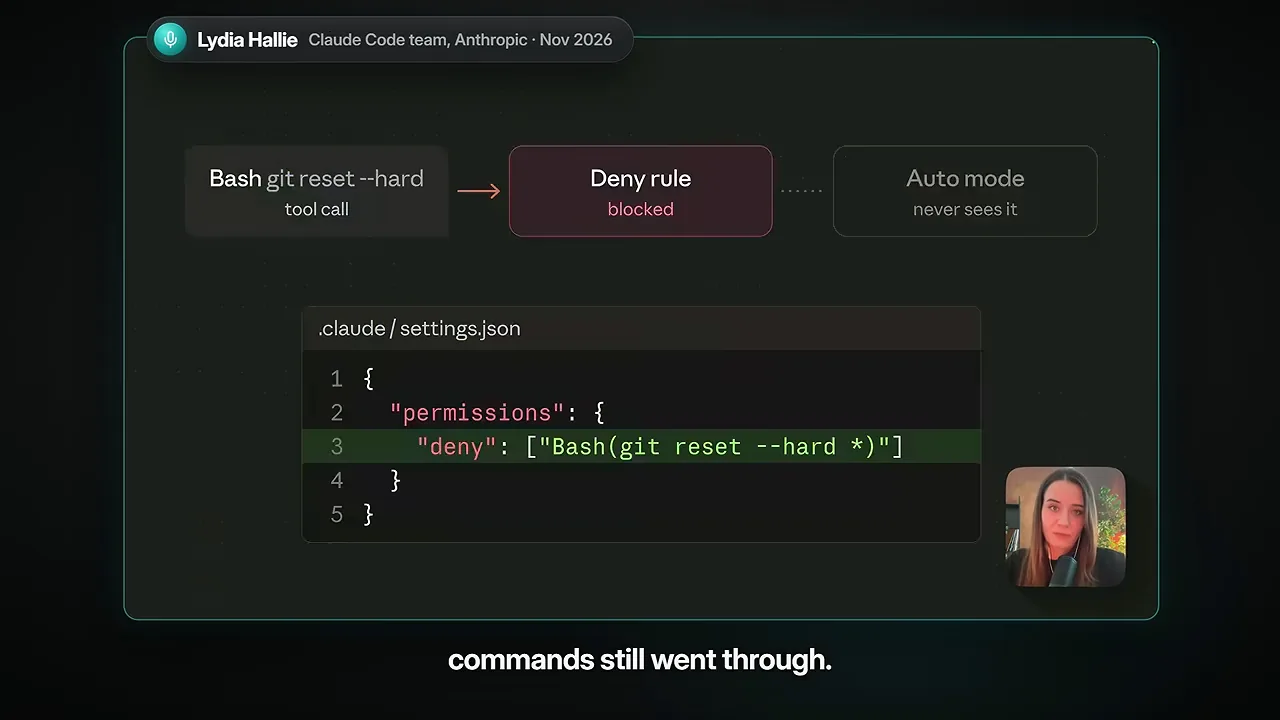 Lydia Hallie Claude Code team, Anthropic · Nov 2026
Bash git reset --hard
tool call
Deny rule
blocked
Auto mode
never sees it
.claude / settings.json
1 {
2 "permissions": {
3 "deny": ["Bash(git reset --hard *)"]
4 }
5 }
commands still went through.